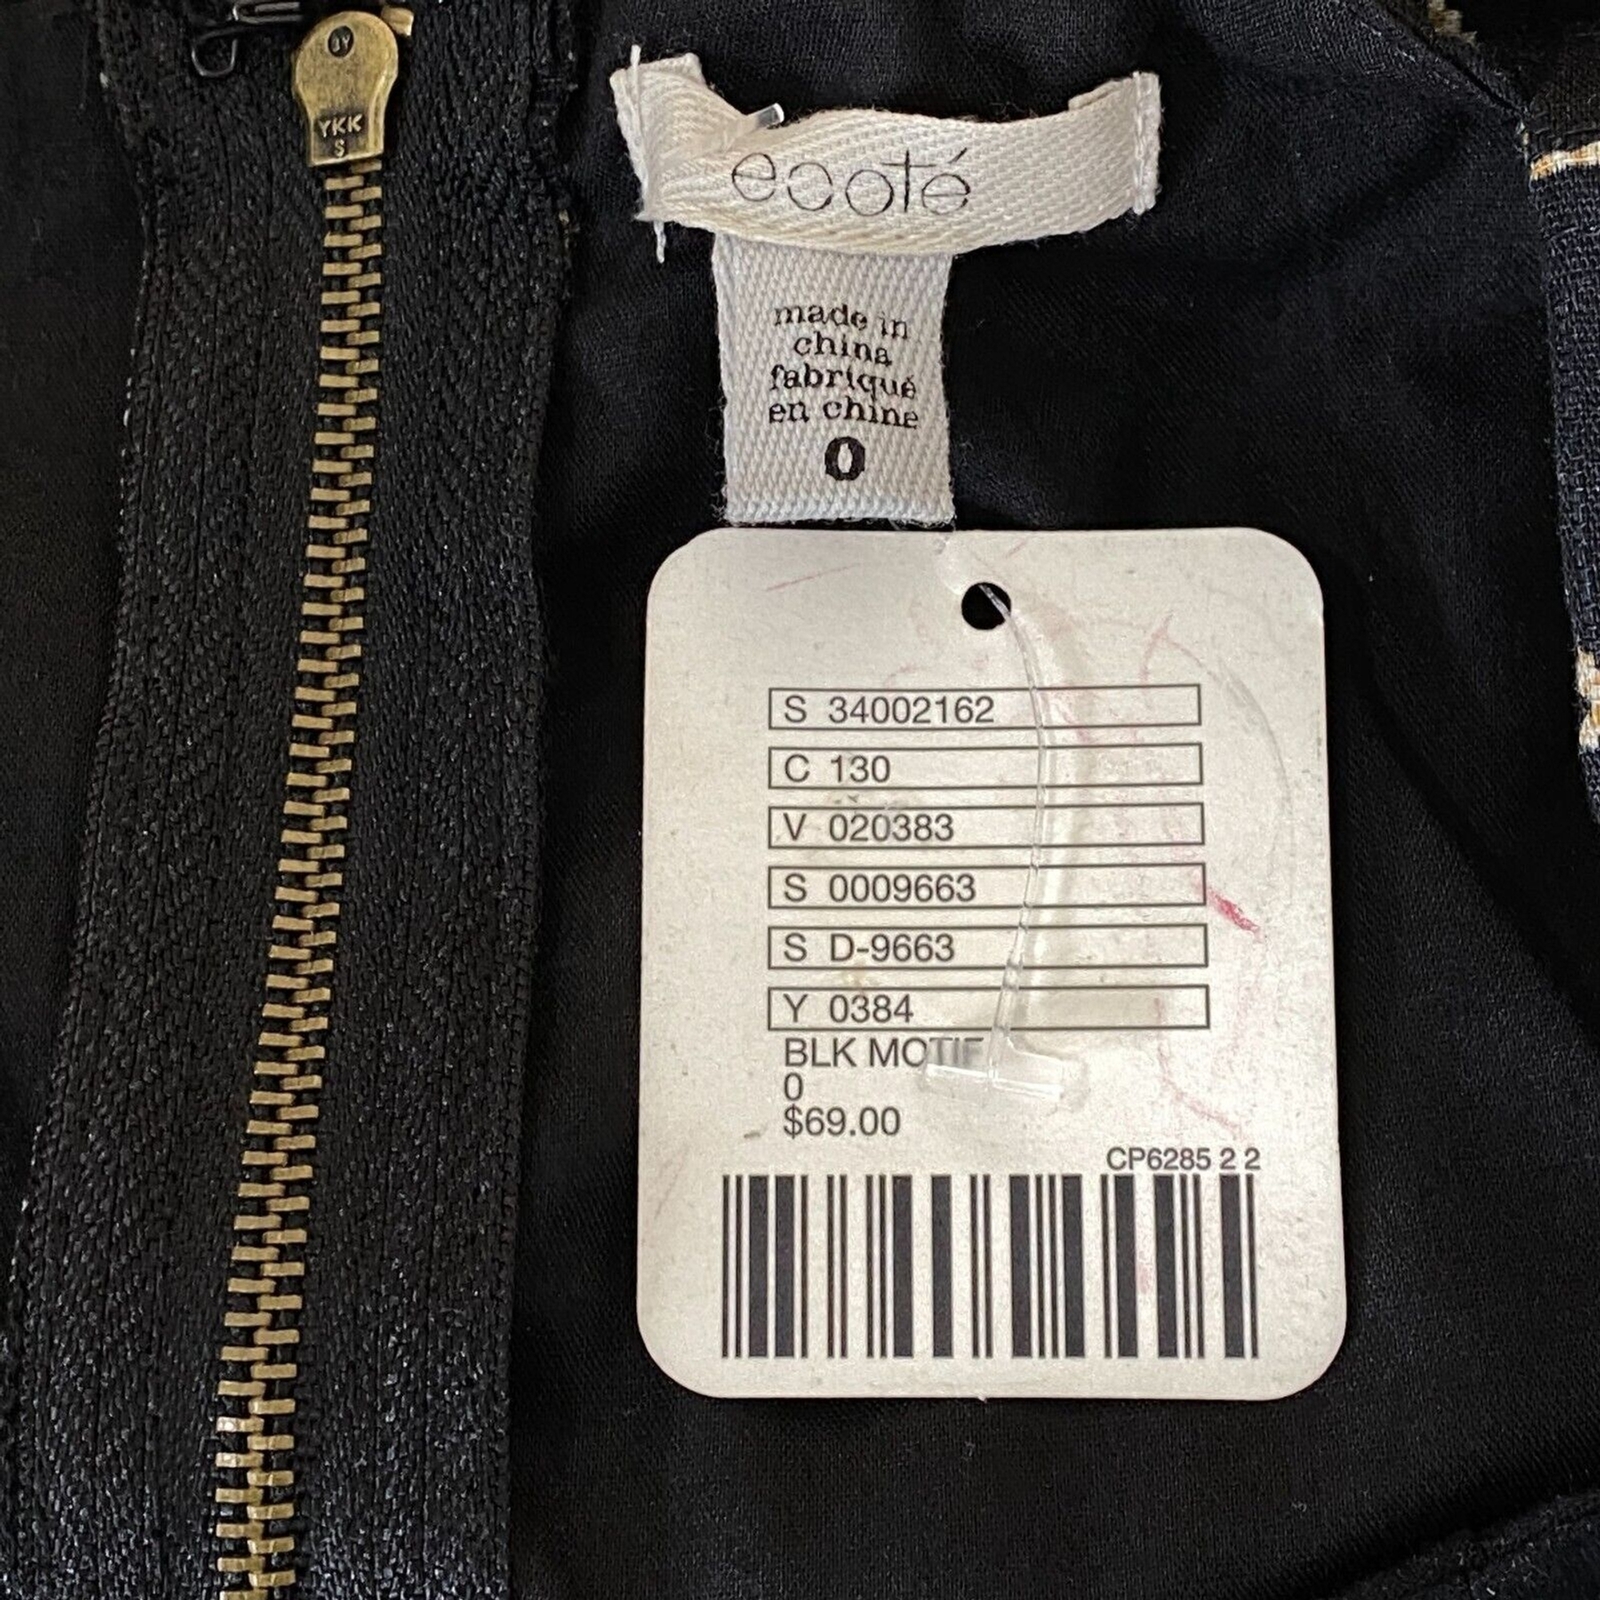 YKK
S
ecoté
made in
china
fabriqué
en chine
0
S 34002162
C 130
V 020383
S 0009663
S D-9663
Y 0384
BLK MOTIF
0
$69.00
CP6285 2 2